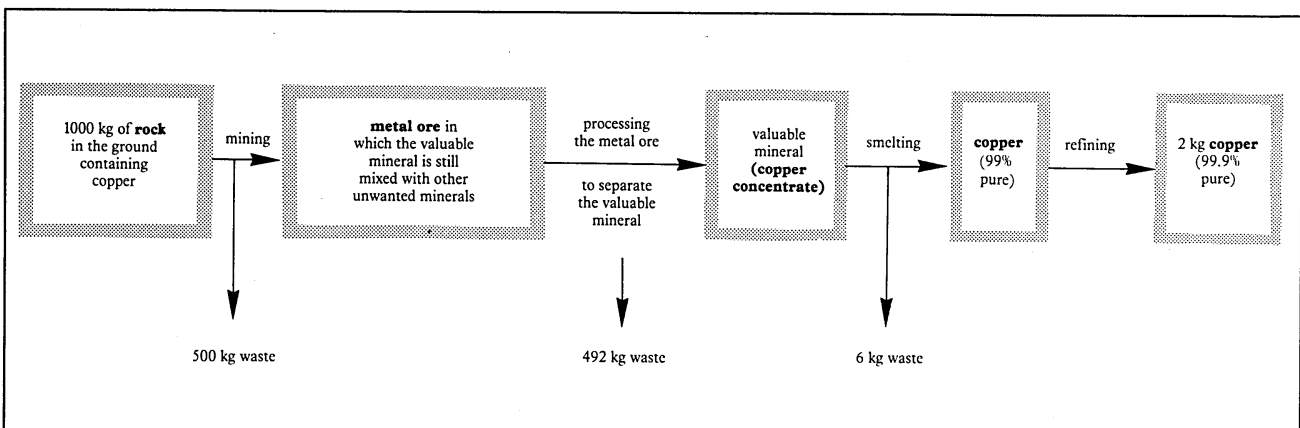 1000 kg of rock
in the ground
containing
copper
mining
metal ore in
which the valuable
mineral is still
mixed with other
unwanted minerals
processing
the metal ore
to separate
the valuable
mineral
valuable
mineral
(copper
concentrate)
smelting
copper
(99%
pure)
refining
2 kg copper
(99.9%
pure)
500 kg waste
492 kg waste
6 kg waste